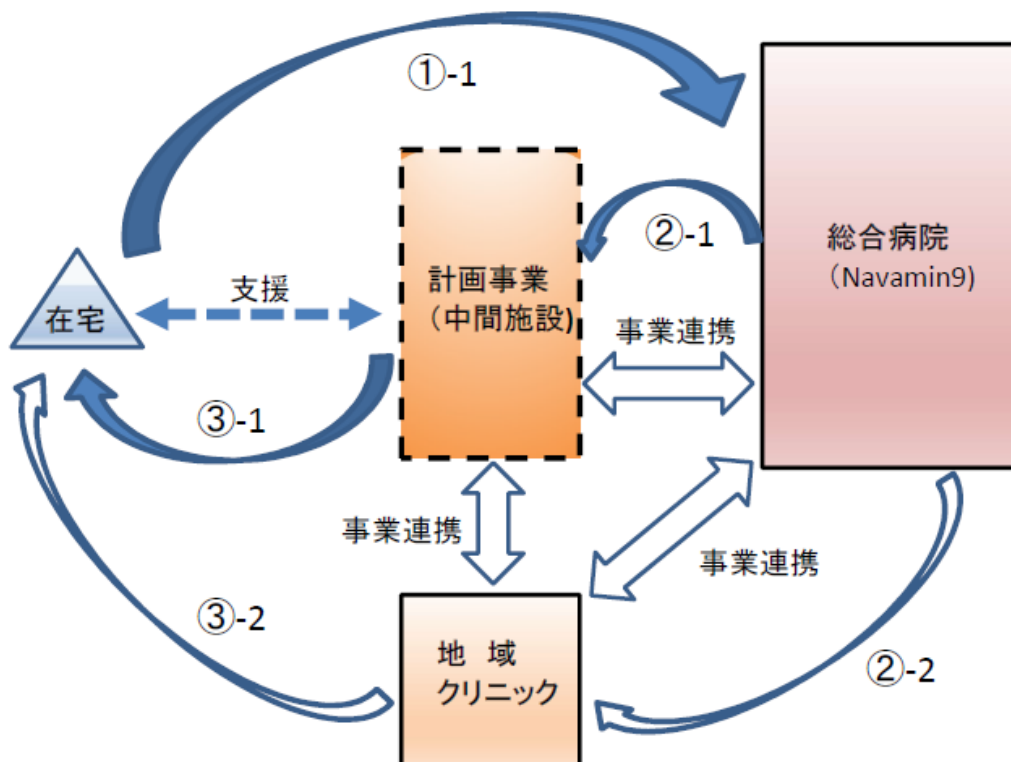 ①-1
総合病院
（Navamin9)
②-1
計画事業
（中間施設)
支援
在宅
事業連携
③-1
事業連携
事業連携
③-2
地　域
クリニック
②-2